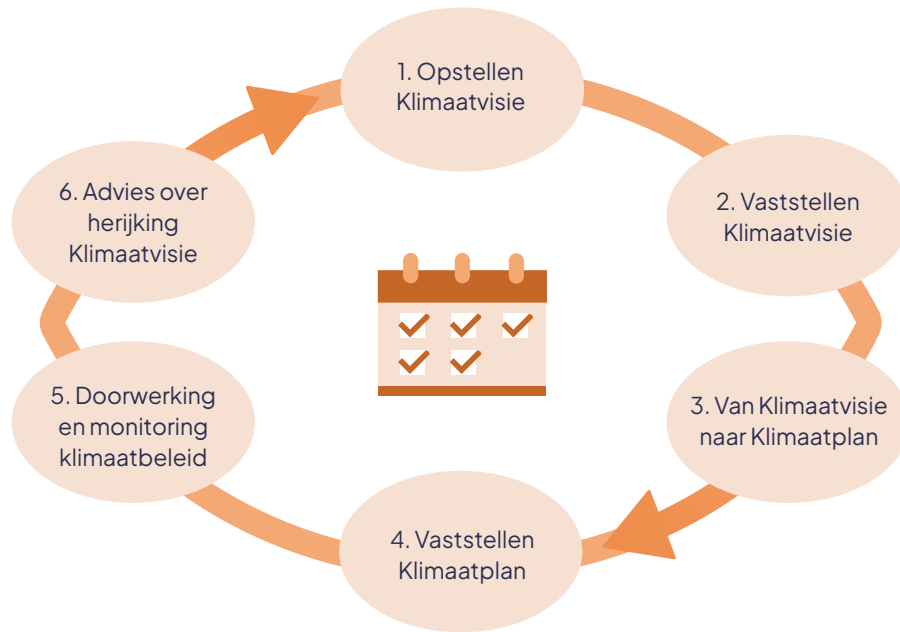 1. Opstellen
Klimaatvisie
2. Vaststellen
Klimaatvisie
3. Van Klimaatvisie
naar Klimaatplan
4. Vaststellen
Klimaatplan
5. Doorwerking
en monitoring
klimaatbeleid
6. Advies over
herijking
Klimaatvisie